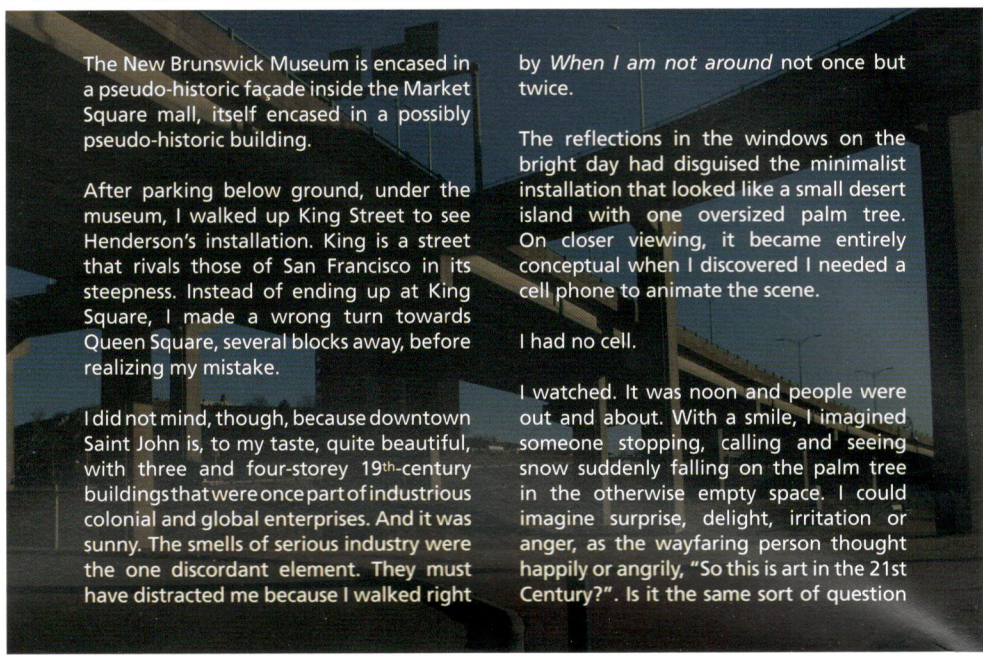 The New Brunswick Museum is encased in
a pseudo-historic façade inside the Market
Square mall, itself encased in a possibly
pseudo-historic building.
After parking below ground, under the
museum, I walked up King Street to see
Henderson's installation. King is a street
that rivals those of San Francisco in its
steepness. Instead of ending up at King
Square, I made a wrong turn towards
Queen Square, several blocks away, before
realizing my mistake.
I did not mind, though, because downtown
Saint John is, to my taste, quite beautiful,
with three and four-storey 19th-century
buildings that were once part of industrious
colonial and global enterprises. And it was
sunny. The smells of serious industry were
the one discordant element. They must
have distracted me because I walked right
by When I am not around not once but
twice.
The reflections in the windows on the
bright day had disguised the minimalist
installation that looked like a small desert
island with one oversized palm tree.
On closer viewing, it became entirely
conceptual when I discovered I needed a
cell phone to animate the scene.
I had no cell.
I watched. It was noon and people were
out and about. With a smile, I imagined
someone stopping, calling and seeing
snow suddenly falling on the palm tree
in the otherwise empty space. I could
imagine surprise, delight, irritation or
anger, as the wayfaring person thought
happily or angrily, "So this is art in the 21st
Century?". Is it the same sort of question